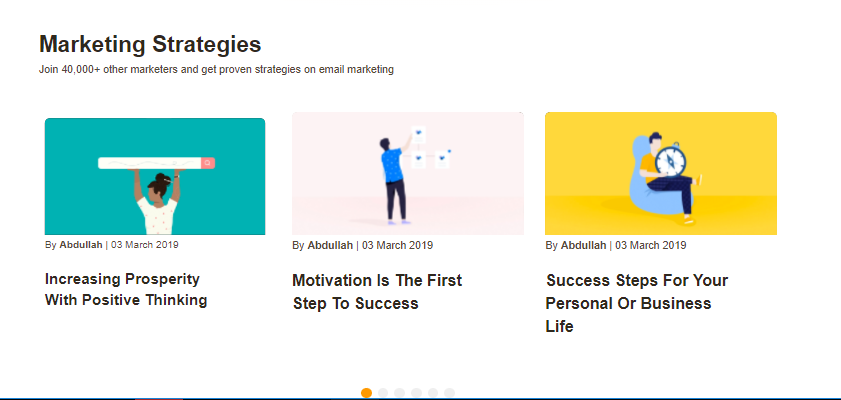 Marketing Strategies
Join 40,000+ other marketers and get proven strategies on email marketing
By Abdullah | 03 March 2019
Increasing Prosperity
With Positive Thinking
By Abdullah | 03 March 2019
Motivation Is The First
Step To Success
By Abdullah | 03 March 2019
Success Steps For Your
Personal Or Business
Life